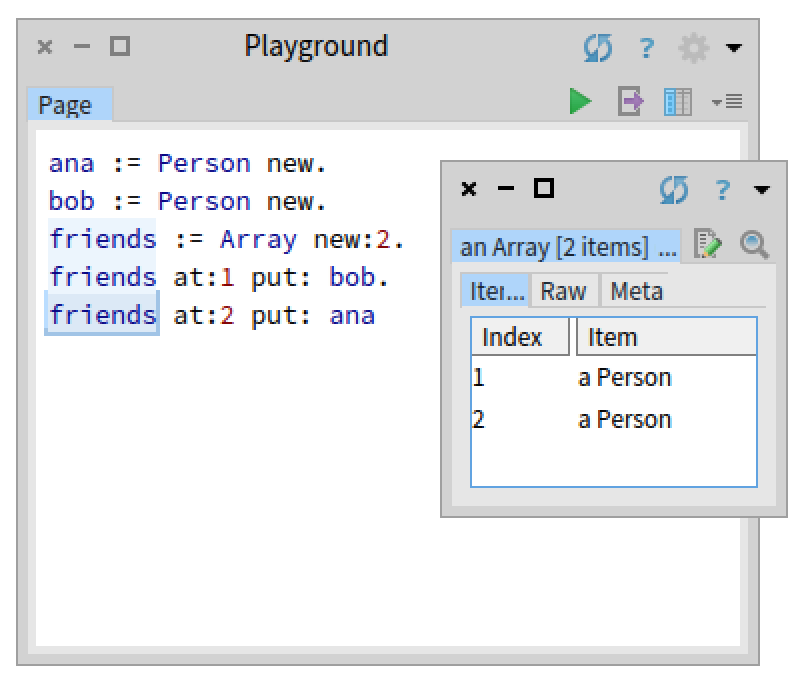 Playground
?
Page
ana := Person new.
bob := Person new.
friends := Array new:2.
friends at:1 put: bob.
friends at:2 put: ana
?
an Array [2 items] ...
Iter... Raw Meta
Index Item
1 a Person
2 a Person